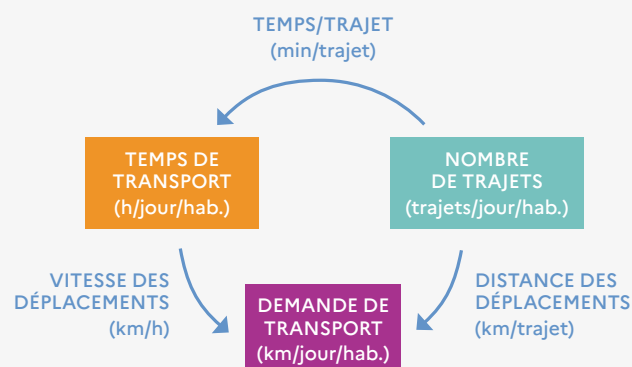 TEMPS/TRAJET
(min/trajet)
TEMPS DE
TRANSPORT
(h/jour/hab.)
NOMBRE
DE TRAJETS
(trajets/jour/hab.)
VITESSE DES
DÉPLACEMENTS
(km/h)
DEMANDE DE
TRANSPORT
(km/jour/hab.)
DISTANCE DES
DÉPLACEMENTS
(km/trajet)